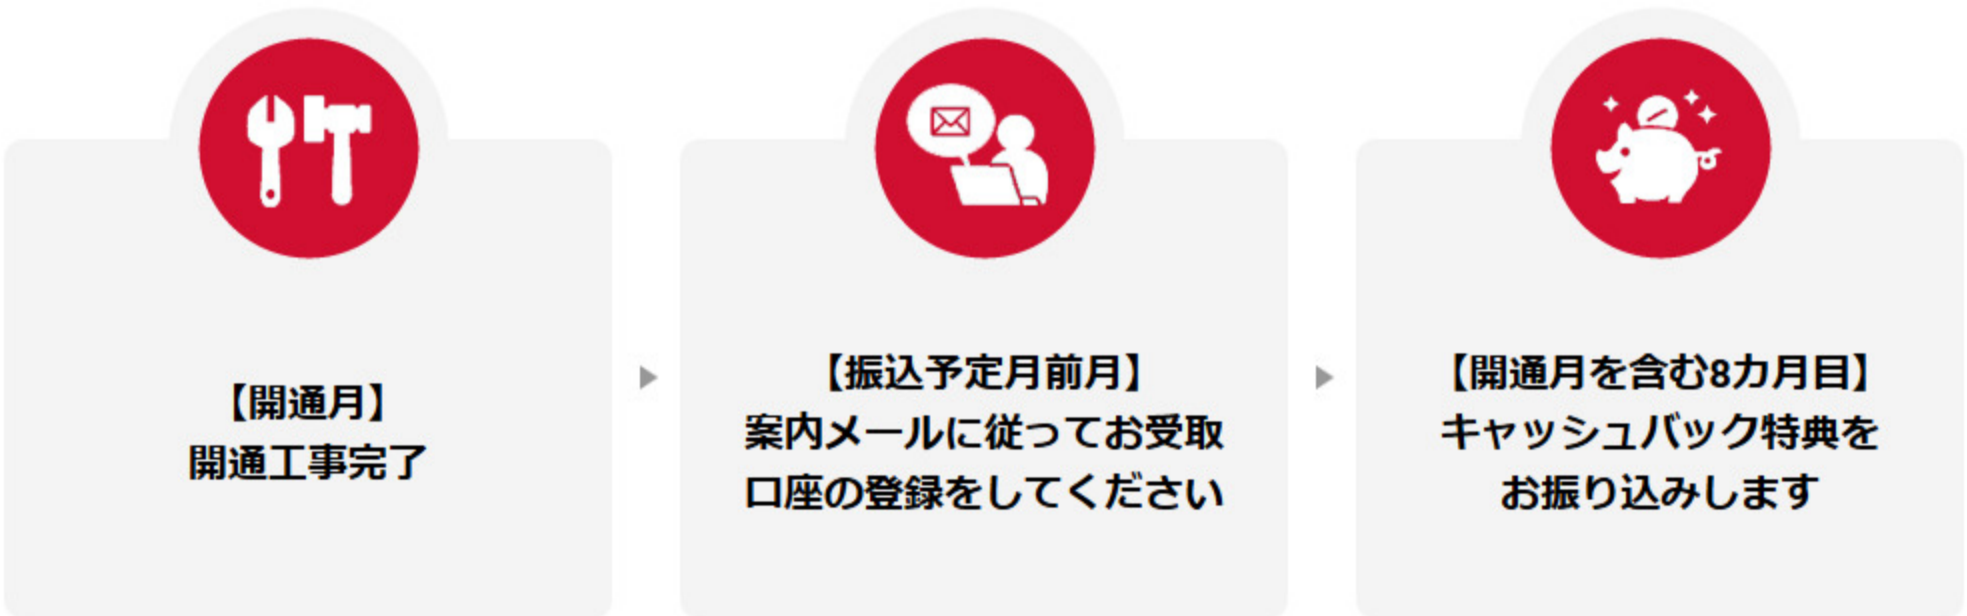 【開通月】
開通工事完了
【振込予定月前月】
案内メールに従ってお受取
口座の登録をしてください
【開通月を含む8カ月目】
キャッシュバック特典を
お振り込みします